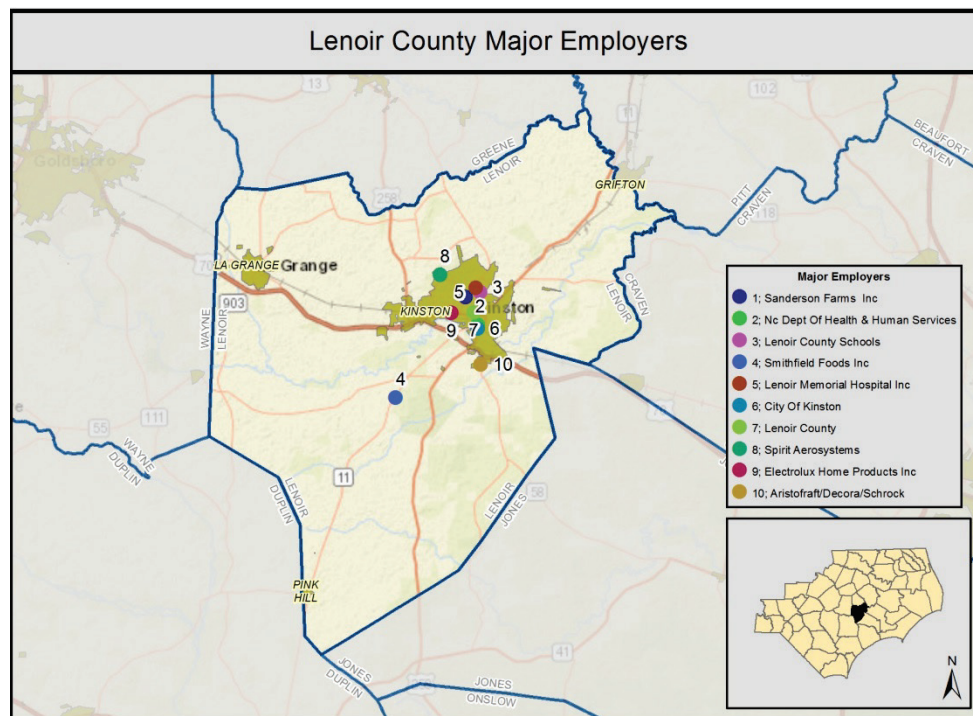 Lenoir County Major Employers
13
102
11
258
BEAUFORT
CRAVEN
Goldsboro
GREENE
LENOIR
PITT
CRAVEN
118
GRIFTON
LA GRANGE
Grange
70
903
8
5
3
KINSTON
inston
2
9
7
6
10
4
CRAVEN
LENOIR
WAYNE
LENOIR
55
111
WAYNE
DUPLIN
11
LENOIR
DUPLIN
LENOIR
JONES
58
PINK
HILL
41
JONES
DUPLIN
JONES
ONSLOW
Major Employers
1; Sanderson Farms Inc
2; Nc Dept Of Health & Human Services
3; Lenoir County Schools
4; Smithfield Foods Inc
5; Lenoir Memorial Hospital Inc
6; City Of Kinston
7; Lenoir County
8; Spirit Aerosystems
9; Electrolux Home Products Inc
10; Aristofraft/Decora/Schrock
N